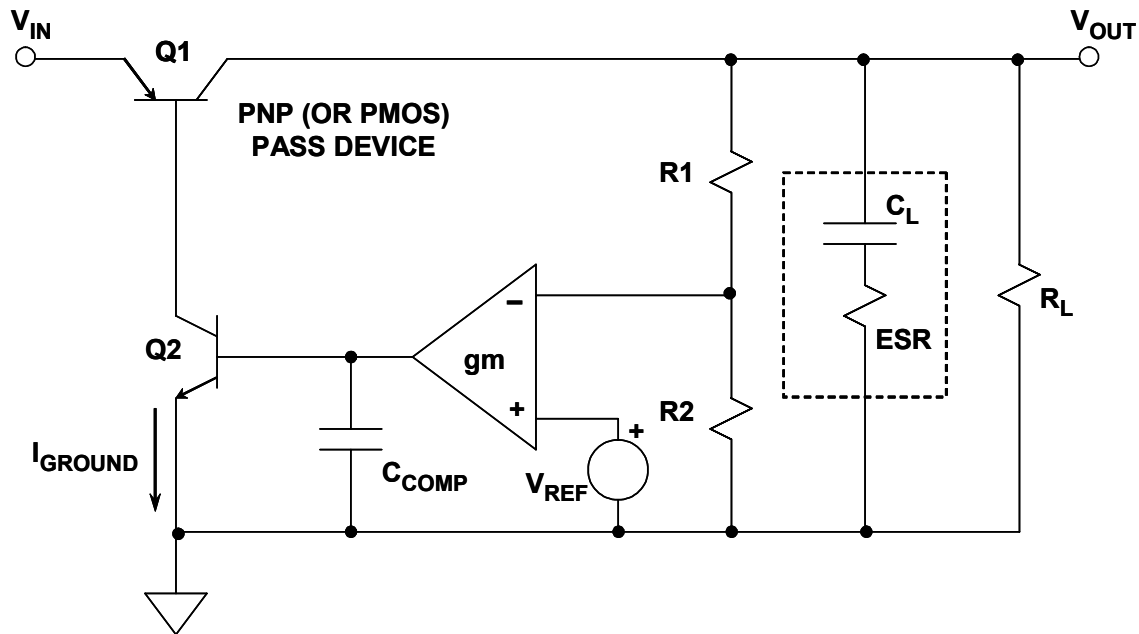 VIN
VOUT
Q1
PNP (OR PMOS)
PASS DEVICE
R1
CL
RL
ESR
–
Q2
gm
+
R2
+
IGROUND
CCOMP
VREF